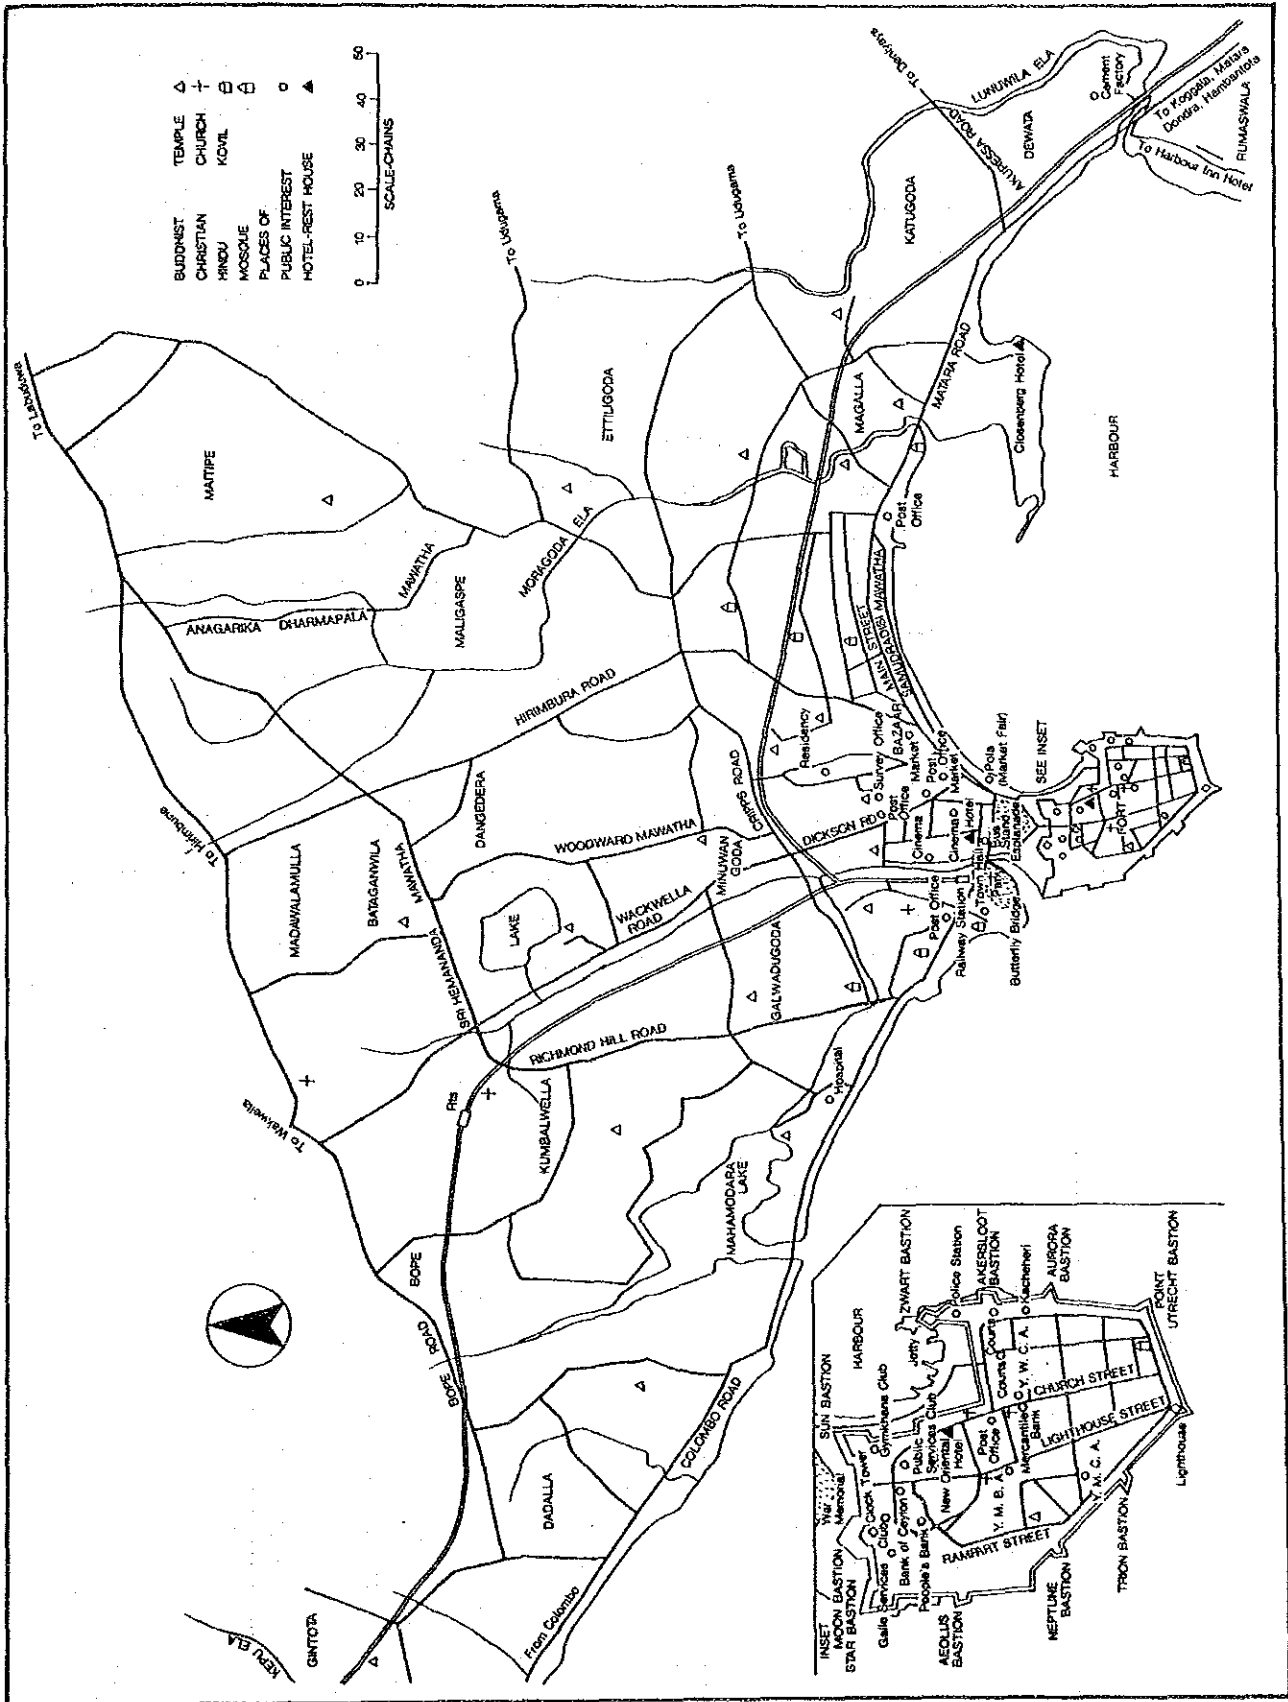 BUDDHIST TEMPLE
CHRISTIAN CHURCH
HINDU KOVIL
MOSQUE
PLACES OF
PUBLIC INTEREST
HOTEL-REST HOUSE
0 10 20 30 40 50
SCALE-CHAINS
To Labuduwa
To Udugama
To Udugama
To Deniyaya
LUNUWILA ELA
Cement
Factory
To Koggala, Matara
Dondra, Hambantota
To Harbour Inn Hotel
RUMASWALA
DEWATA
AKURESSA ROAD
KATUGODA
MATARA ROAD
MAGALLA
Closenberg Hotel
HARBOUR
ETTILIGODA
MAITIPE
MAWATHA
ANAGARIKA DHARMAPALA
MALIGASPE
MORAGODA ELA
HIRIMBURA ROAD
To Hirimbure
Post
Office
MAIN STREET
SAMUDRADISI MAWATHA
BAZAAR
Residency
Survey Office
Market
Post
Office
Post
Office
Market
Pola
(Market Fair)
SEE INSET
CRIPPS ROAD
DICKSON RD
Cinema
Cinema
Hotel
Town Hall
Park
Bus
Stand
Esplanade
FORT
WOODWARD MAWATHA
MINUWAN
GODA
DANGEDERA
MADAWALAMULLA
BATAGANWILA
MAWATHA
SRI HEMANANDA
LAKE
WACKWELLA
ROAD
GALWADUGODA
Post Office
Railway Station
Butterfly Bridge
RICHMOND HILL ROAD
Hospital
Rts
KUMBALWELLA
To Wakwella
MAHAMODARA
LAKE
BOPE
BOPE ROAD
COLOMBO ROAD
DADALLA
From Colombo
GINTOTA
KEPU ELA
INSET
MOON BASTION
STAR BASTION
War
Memorial
SUN BASTION
HARBOUR
Clock Tower
Gymkhana Club
Galle Services Club
Bank of Ceylon
People's Bank
Public
Services Club
New Oriental
Hotel
Jetty
ZWART BASTION
Police Station
AKERSLOOT
BASTION
Courts
Courts
Kachcheri
AURORA
BASTION
Post
Office
Mercantile
Bank
Y. W. C. A.
Y. M. B. A.
Y. M. C. A.
CHURCH STREET
LIGHTHOUSE STREET
RAMPART STREET
AEOLUS
BASTION
NEPTUNE
BASTION
TRION BASTION
Lighthouse
POINT
UTRECHT BASTION